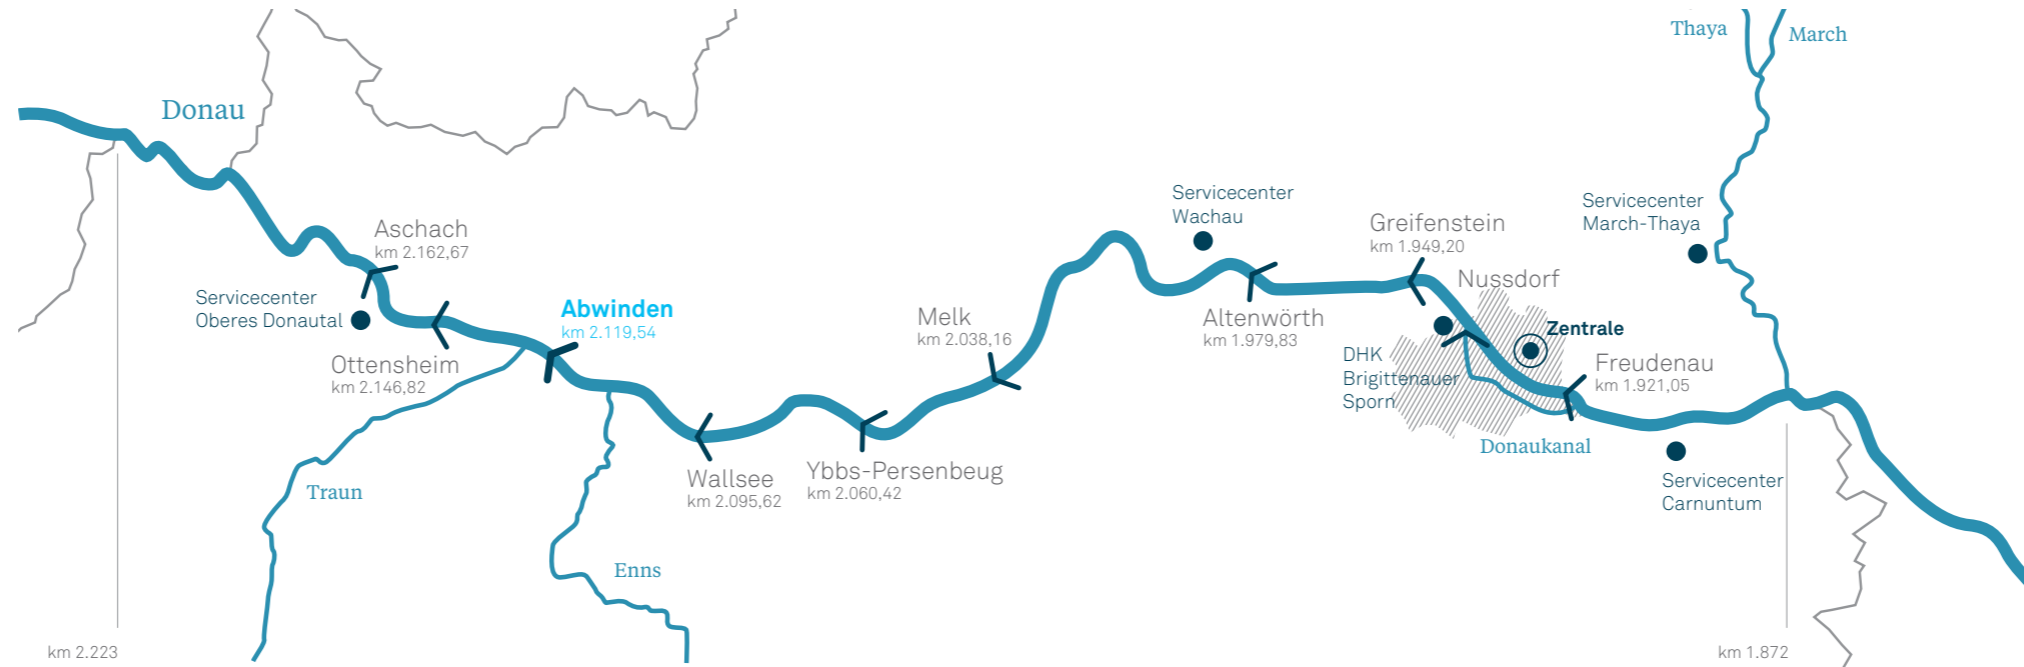 Thaya
March
Donau
Servicecenter
Wachau
Servicecenter
March-Thaya
Greifenstein
km 1.949,20
Aschach
km 2.162,67
Nussdorf
Servicecenter
Oberes Donautal
Abwinden
km 2.119,54
Melk
km 2.038,16
Altenwörth
km 1.979,83
Zentrale
DHK
Brigittenauer
Sporn
Freudenau
km 1.921,05
Ottensheim
km 2.146,82
Donaukanal
Wallsee
km 2.095,62
Ybbs-Persenbeug
km 2.060,42
Servicecenter
Carnuntum
Traun
Enns
km 2.223
km 1.872